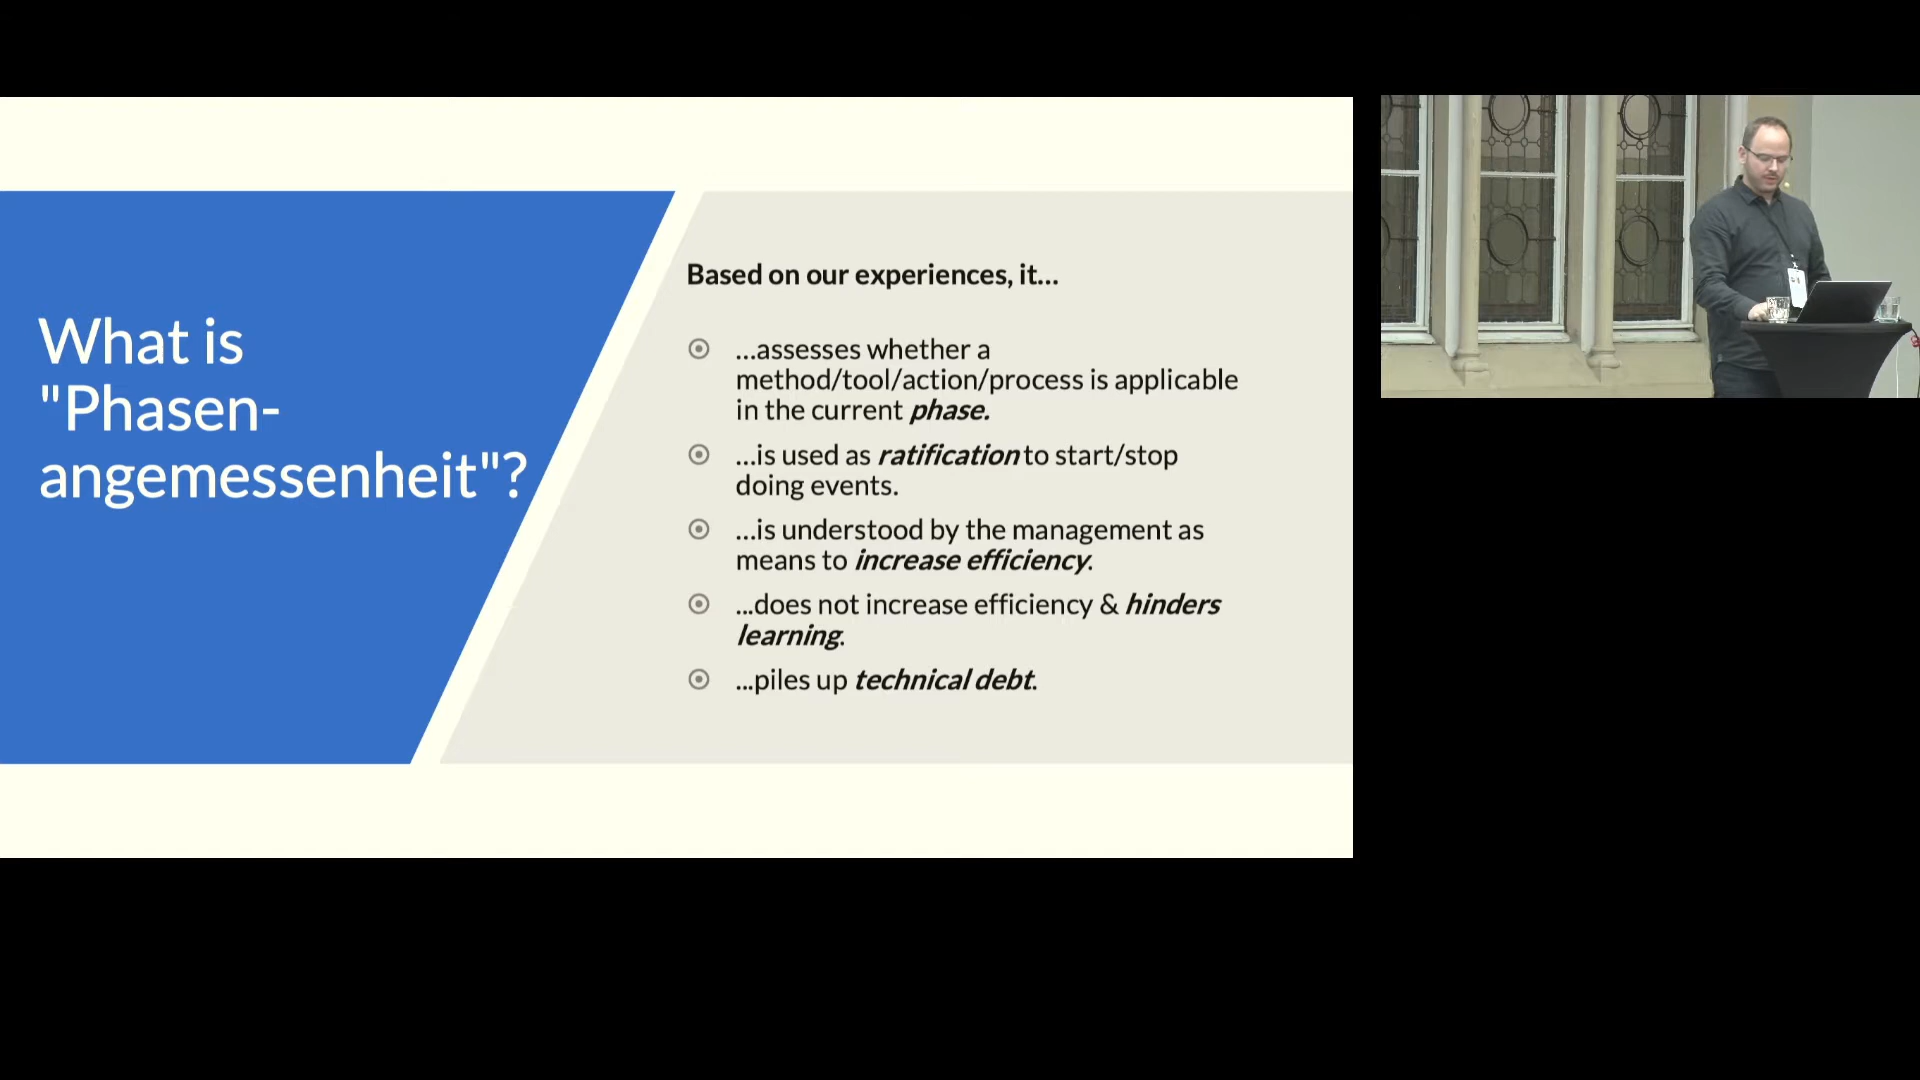 What is
"Phasen-
angemessenheit"?
Based on our experiences, it...
...assesses whether a
method/tool/action/process is applicable
in the current phase.
...is used as ratification to start/stop
doing events.
...is understood by the management as
means to increase efficiency.
...does not increase efficiency & hinders
learning.
...piles up technical debt.